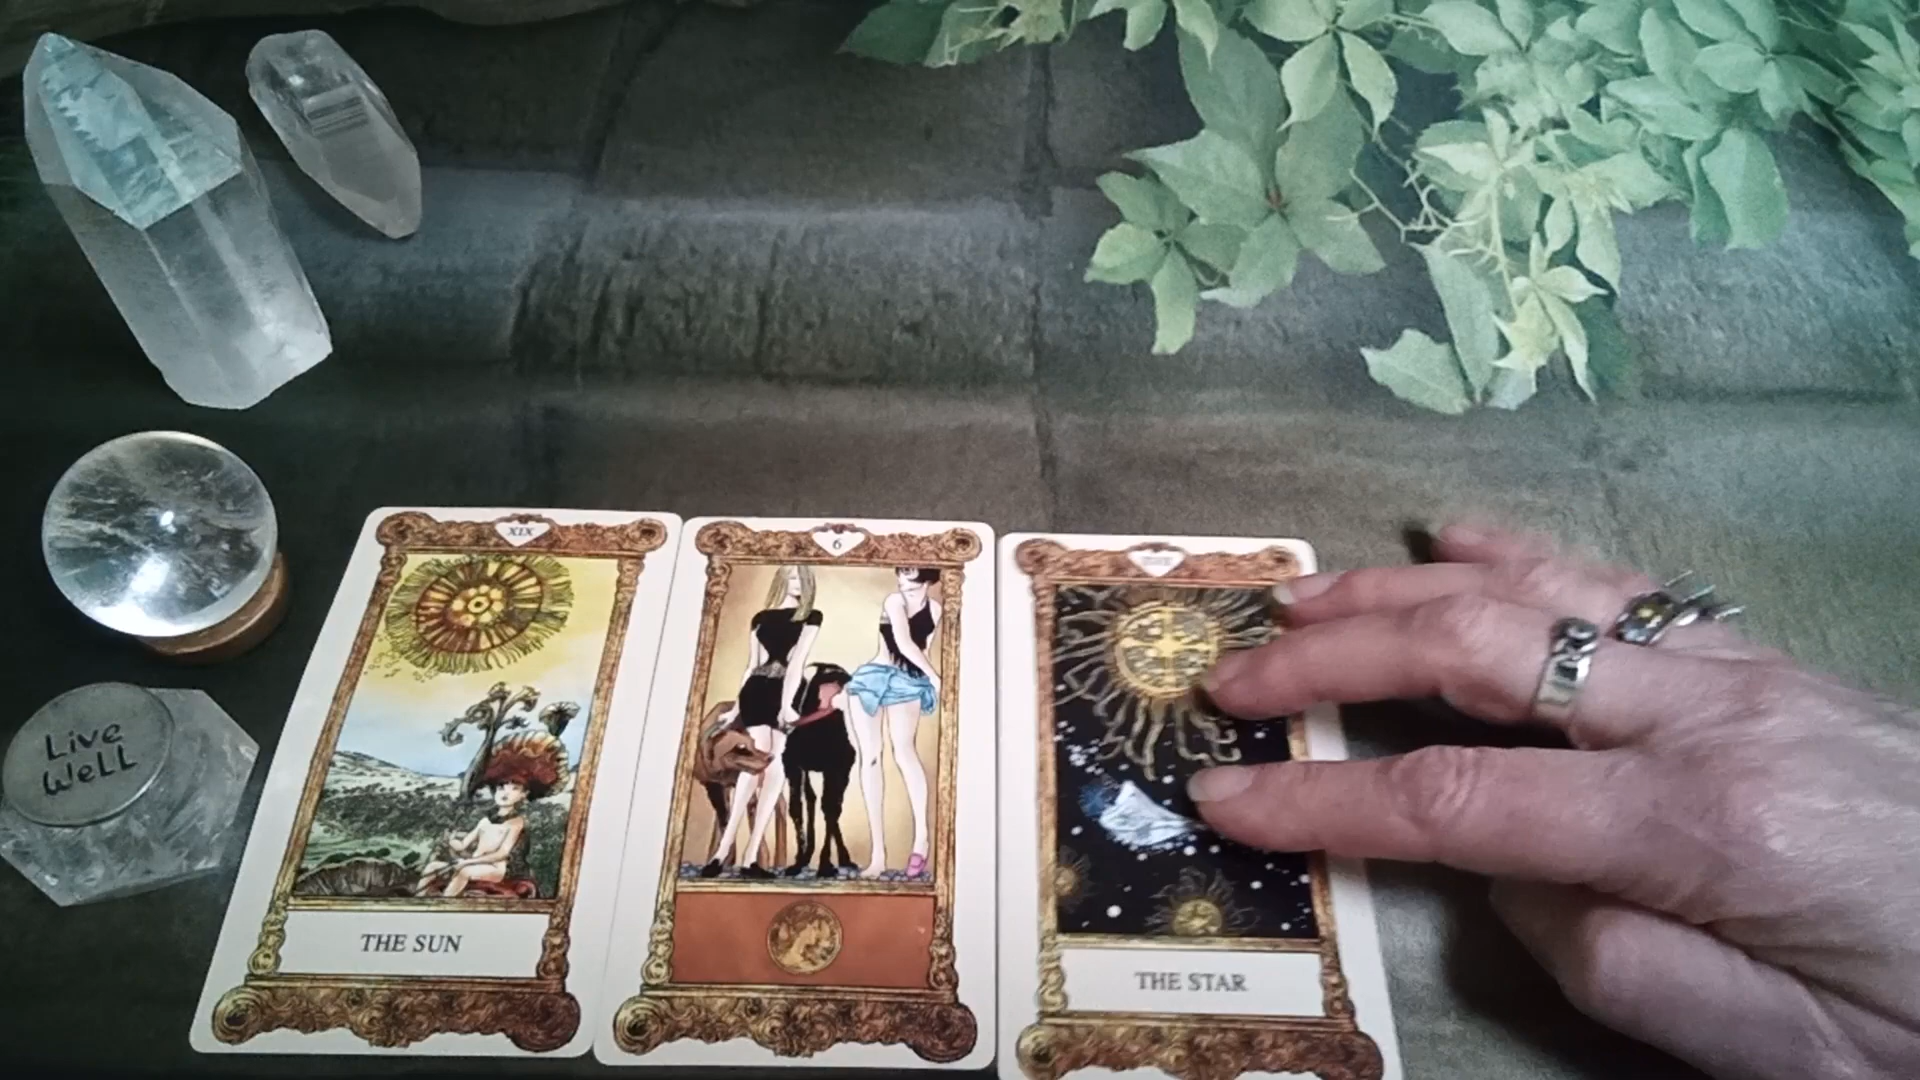 Live
Well
XIX
6
THE SUN
THE STAR